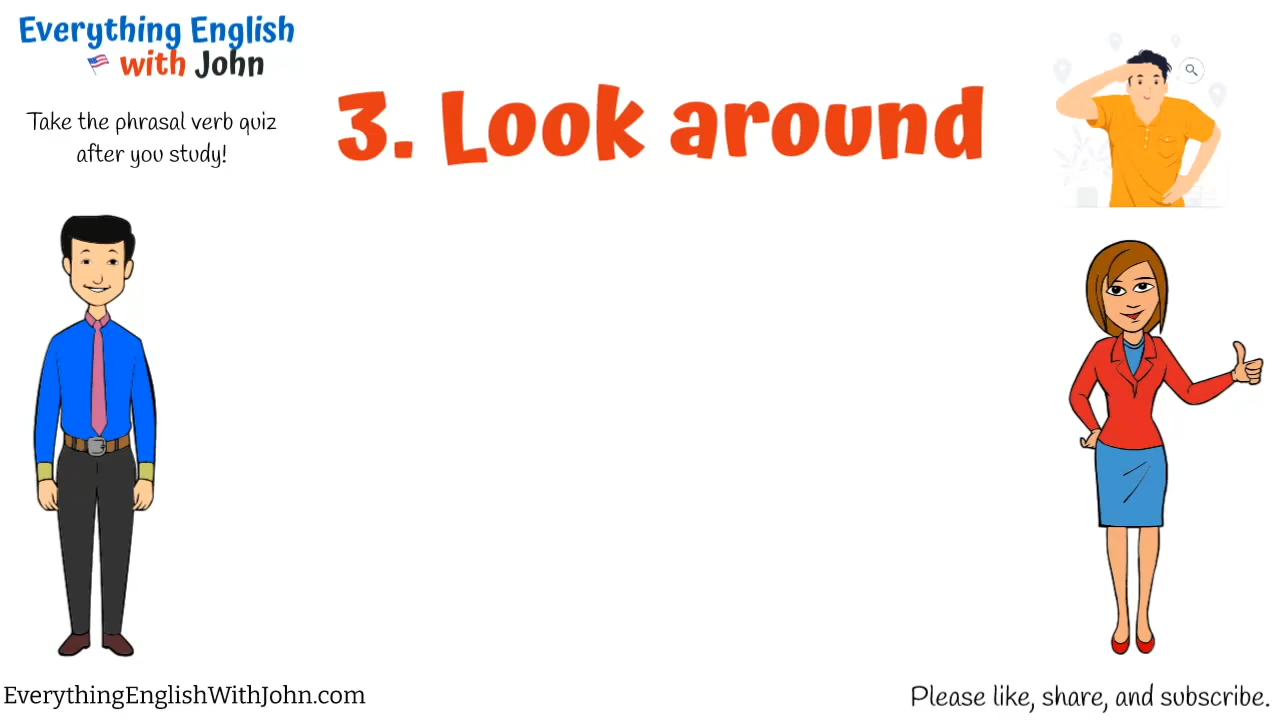 Everything English
with John
Take the phrasal verb quiz
after you study!
3. Look around
EverythingEnglishWithJohn.com
Please like, share, and subscribe.